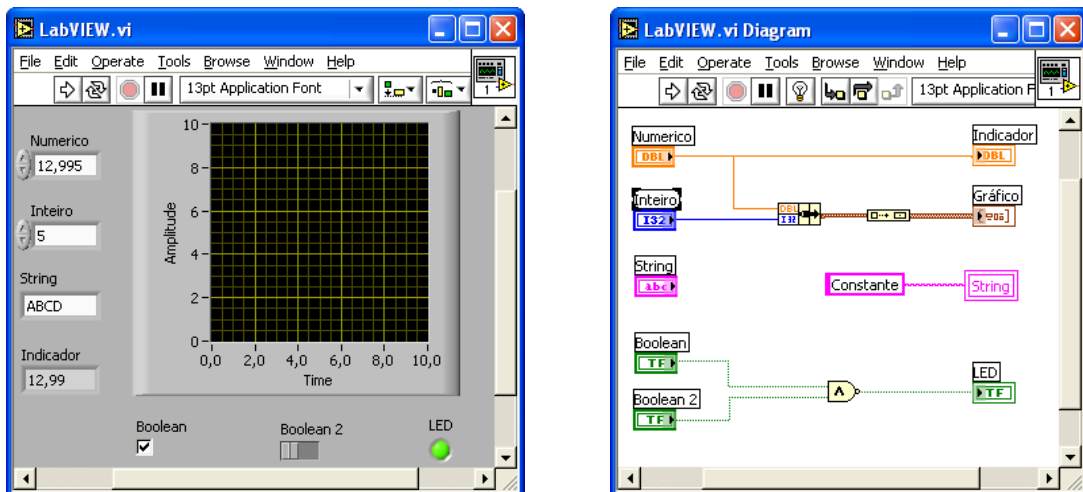 LabVIEW.vi
File Edit Operate Tools Browse Window Help
13pt Application Font
1
Numerico
12,995
Inteiro
5
String
ABCD
Indicador
12,99
10
8
6
4
2
0
Amplitude
0,0 2,0 4,0 6,0 8,0 10,0
Time
Boolean
Boolean 2
LED
LabVIEW.vi Diagram
File Edit Operate Tools Browse Window Help
13pt Application F
1
Numerico
DBL
Indicador
DBL
Inteiro
I32
DBL
I32
Gráfico
String
abc
Constante
String
Boolean
TF
Boolean 2
TF
LED
TF